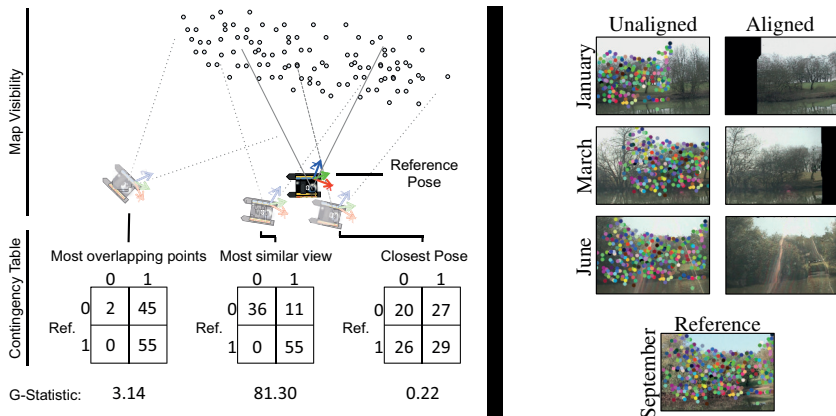 Map Visibility
Reference
Pose
Contingency Table
Most overlapping points
0 1
Ref.
0 2 45
1 0 55
Most similar view
0 1
Ref.
0 36 11
1 0 55
Closest Pose
0 1
Ref.
0 20 27
1 26 29
G-Statistic: 3.14 81.30 0.22
Unaligned Aligned
January
March
June
Reference
September